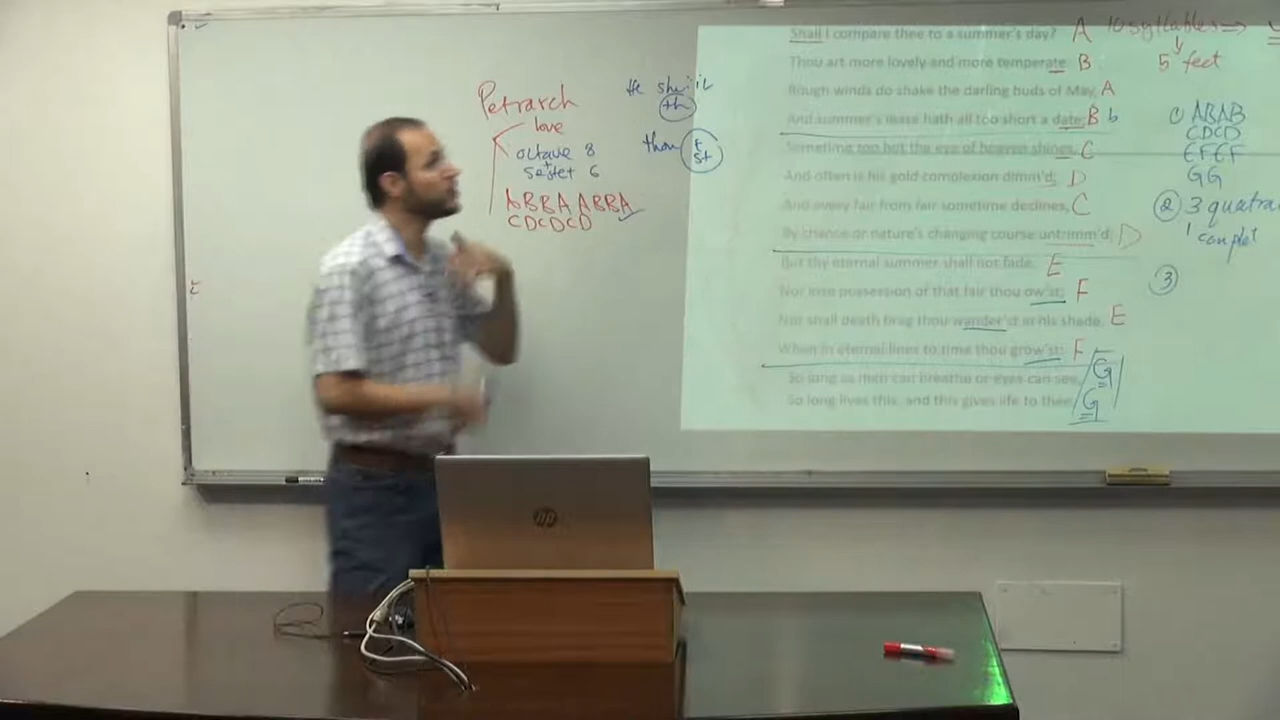 Petrarch
love
octave 8
+
sestet 6
ABBA ABBA
CDCDCD
He she it
th
thou t
st
Shall I compare thee to a summer's day? A
Thou art more lovely and more temperate B
Rough winds do shake the darling buds of May, A
And summer's lease hath all too short a date; B b
Sometime too hot the eye of heaven shines, C
And often is his gold complexion dimm'd; D
And every fair from fair sometime declines, C
By chance or nature's changing course untrimm'd; D
But thy eternal summer shall not fade, E
Nor lose possession of that fair thou ow'st; F
Nor shall death brag thou wander'st in his shade, E
When in eternal lines to time thou grow'st: F
So long as men can breathe or eyes can see, G
So long lives this, and this gives life to thee G
10 syllables ⇒
5 feet
1 ABAB
CDCD
EFEF
GG
2 3 quatra
1 couplet
3
hp